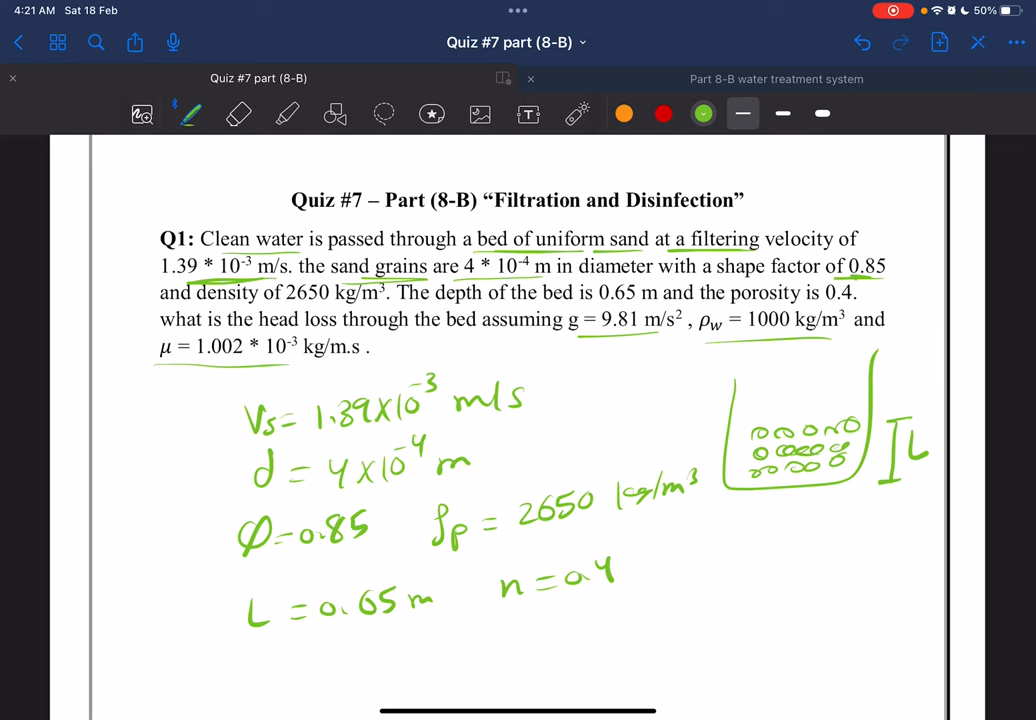 4:21 AM Sat 18 Feb
50%
Quiz #7 part (8-B)
Quiz #7 part (8-B)
Part 8-B water treatment system
T
Quiz #7 – Part (8-B) “Filtration and Disinfection”
Q1: Clean water is passed through a bed of uniform sand at a filtering velocity of
1.39 * 10⁻³ m/s. the sand grains are 4 * 10⁻⁴ m in diameter with a shape factor of 0.85
and density of 2650 kg/m³. The depth of the bed is 0.65 m and the porosity is 0.4.
what is the head loss through the bed assuming g = 9.81 m/s² , ρw = 1000 kg/m³ and
μ = 1.002 * 10⁻³ kg/m.s .
Vs = 1.39×10⁻³ m/s
d = 4×10⁻⁴ m
L
Ø = 0.85 ρp = 2650 kg/m³
L = 0.65 m n = 0.4